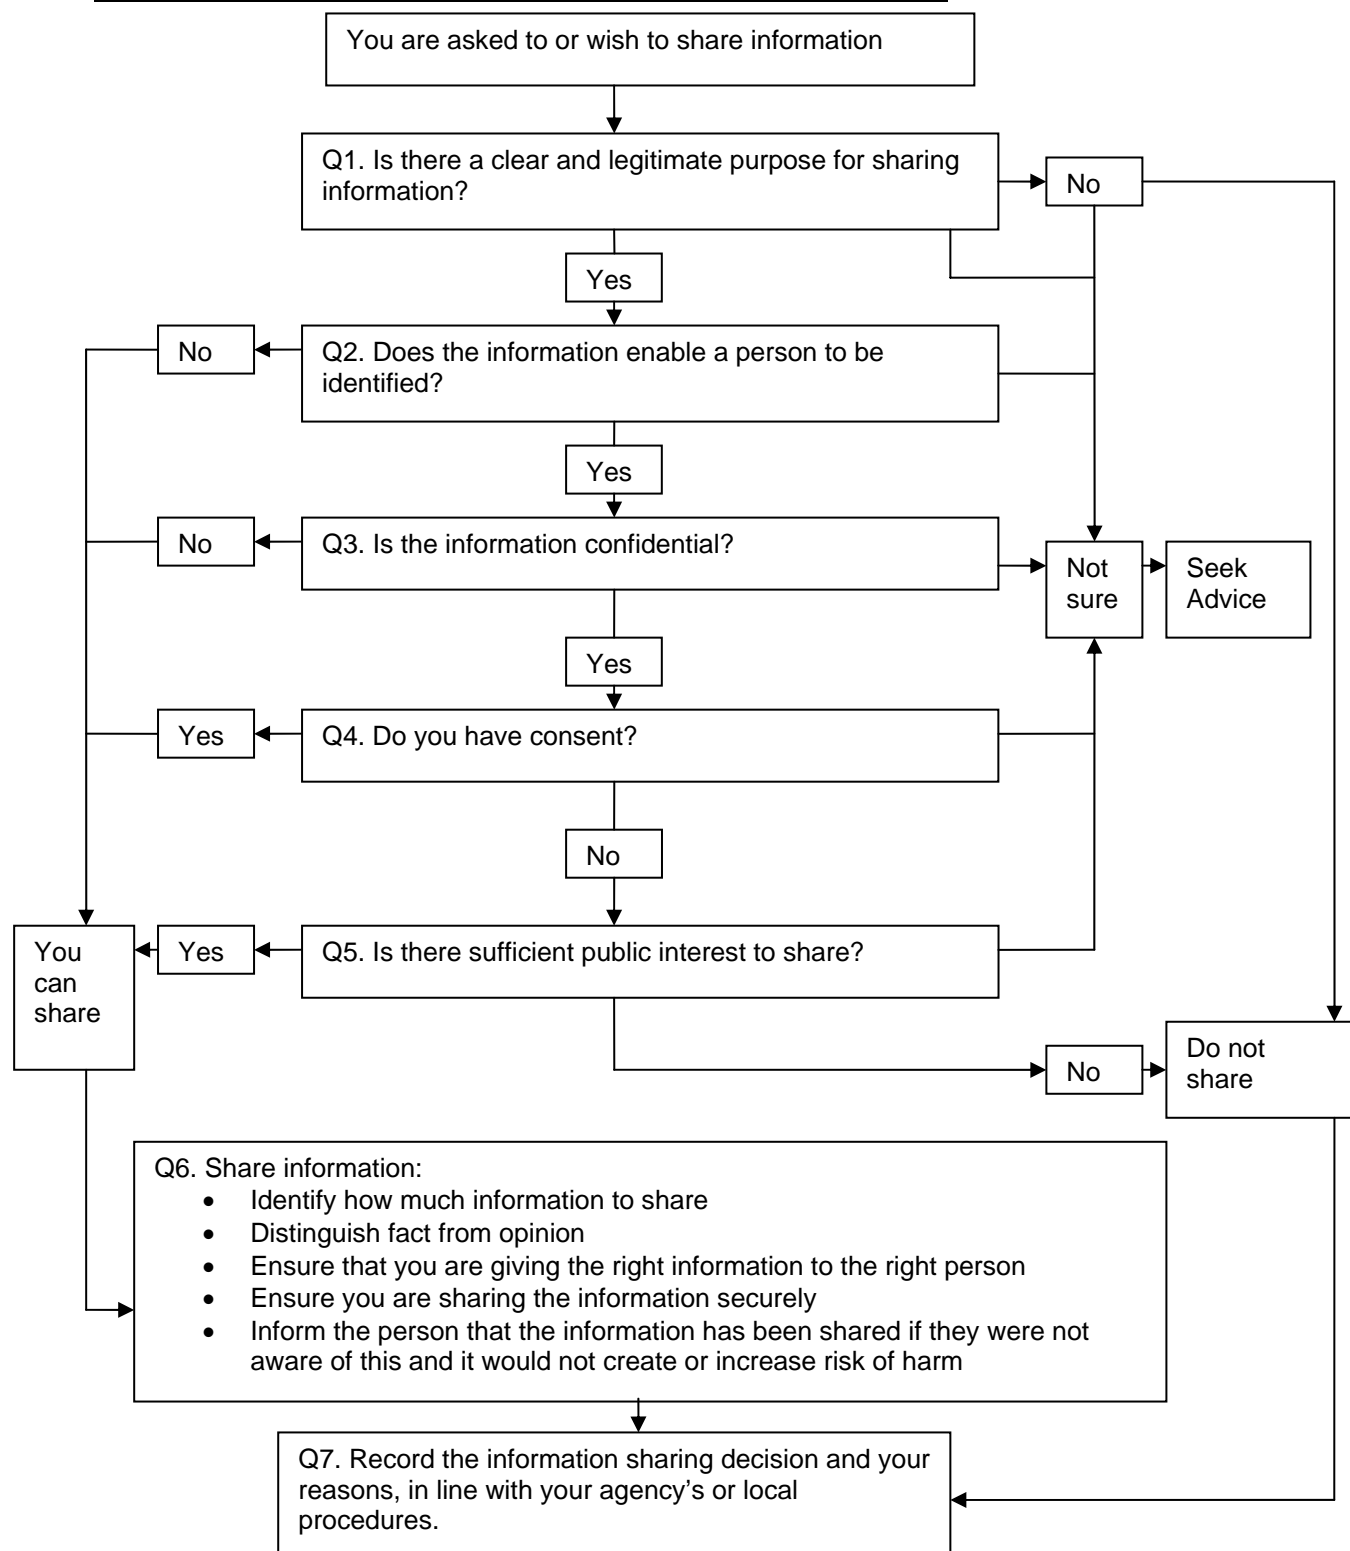 You are asked to or wish to share information
Q1. Is there a clear and legitimate purpose for sharing
information?
No
Yes
No
Q2. Does the information enable a person to be
identified?
Yes
No
Q3. Is the information confidential?
Not
sure
Seek
Advice
Yes
Yes
Q4. Do you have consent?
No
You
can
share
Yes
Q5. Is there sufficient public interest to share?
No
Do not
share
Q6. Share information:
• Identify how much information to share
• Distinguish fact from opinion
• Ensure that you are giving the right information to the right person
• Ensure you are sharing the information securely
• Inform the person that the information has been shared if they were not
aware of this and it would not create or increase risk of harm
Q7. Record the information sharing decision and your
reasons, in line with your agency’s or local
procedures.